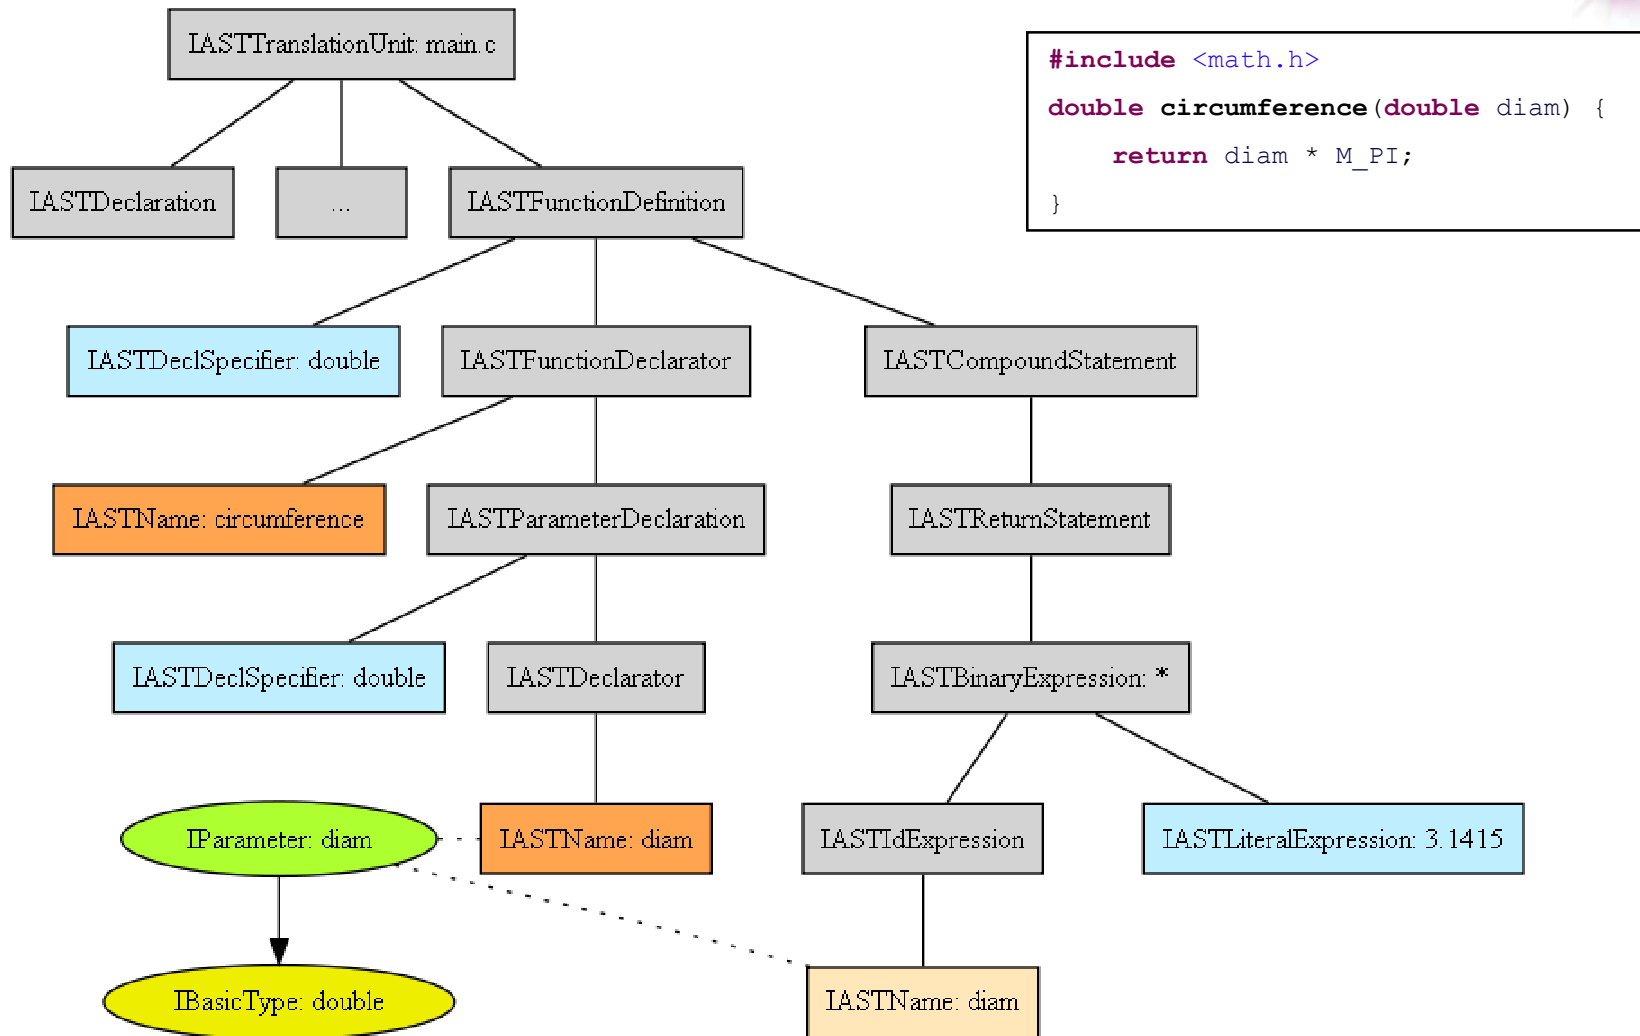 IASTTranslationUnit: main.c
#include <math.h>
double circumference(double diam) {
return diam * M_PI;
}
IASTDeclaration
...
IASTFunctionDefinition
IASTDeclSpecifier: double
IASTFunctionDeclarator
IASTCompoundStatement
IASTName: circumference
IASTParameterDeclaration
IASTReturnStatement
IASTDeclSpecifier: double
IASTDeclarator
IASTBinaryExpression: *
IParameter: diam
IASTName: diam
IASTIdExpression
IASTLiteralExpression: 3.1415
IBasicType: double
IASTName: diam